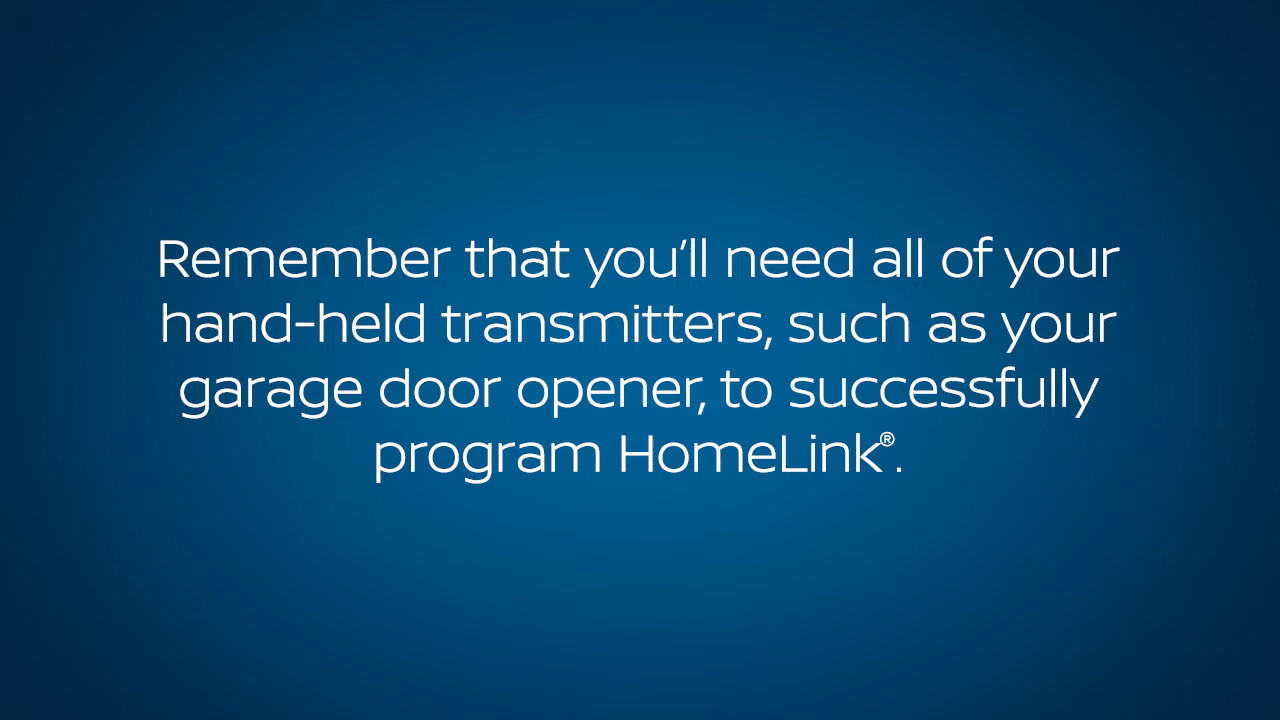 Remember that you’ll need all of your
hand-held transmitters, such as your
garage door opener, to successfully
program HomeLink®.